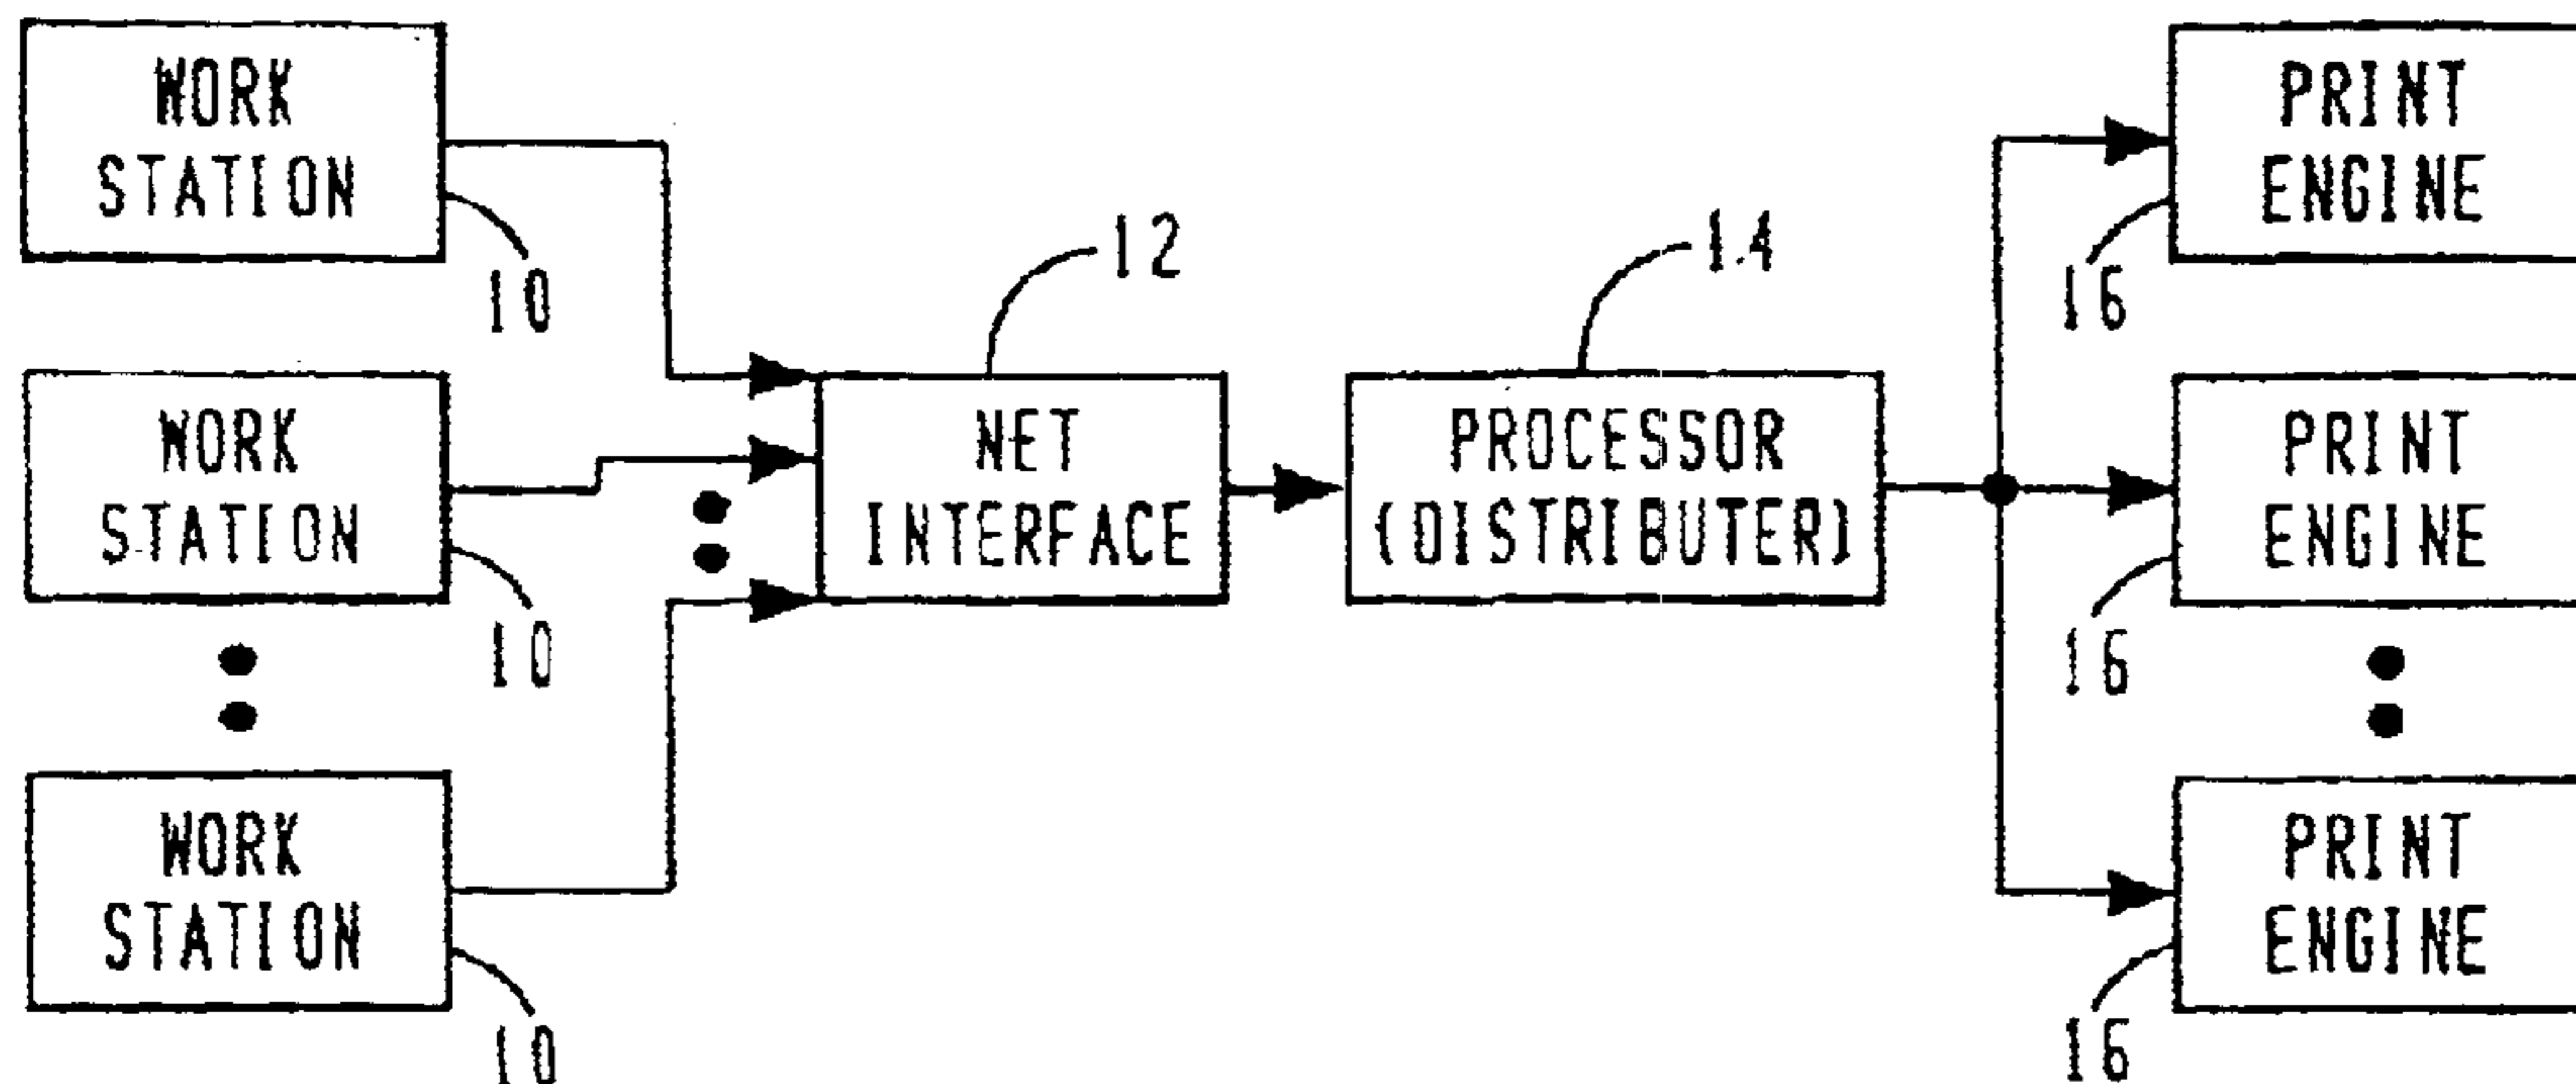 WORK
STATION
10
12
14
PRINT
ENGINE
16
WORK
STATION
10
NET
INTERFACE
PROCESSOR
(DISTRIBUTER)
PRINT
ENGINE
16
WORK
STATION
10
PRINT
ENGINE
16